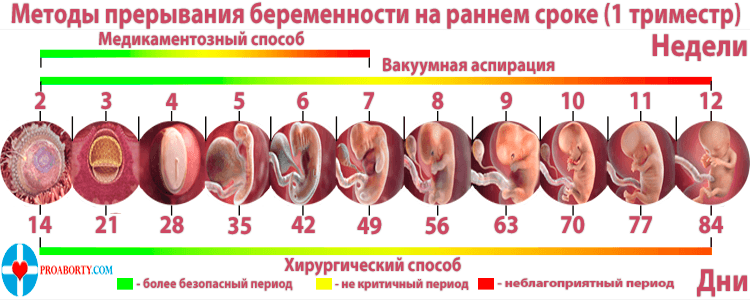 Методы прерывания беременности на раннем сроке (1 триместр)
Медикаментозный способ
Недели
Вакуумная аспирация
2 3 4 5 6 7 8 9 10 11 12
14 21 28 35 42 49 56 63 70 77 84
PROABORTY.COM
Хирургический способ
Дни
- более безопасный период - не критичный период - неблагоприятный период